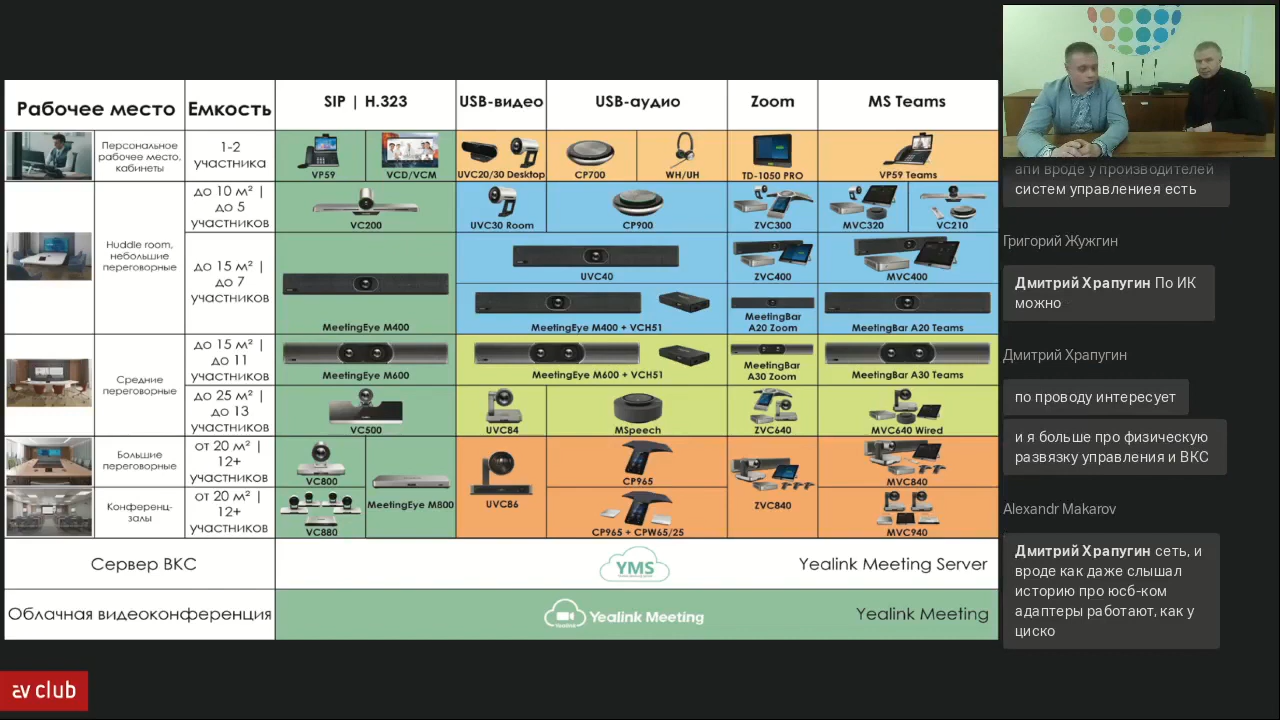 Рабочее место
Емкость
SIP | H.323
USB-видео
USB-аудио
Zoom
MS Teams
Персональное
рабочее место,
кабинеты
1-2
участника
VP59
VCD/VCM
UVC20/30 Desktop
CP700
WH/UH
TD-1050 PRO
VP59 Teams
Huddle room,
небольшие
переговорные
до 10 м² |
до 5
участников
VC200
UVC30 Room
CP900
ZVC300
MVC320
VC210
до 15 м² |
до 7
участников
MeetingEye M400
UVC40
ZVC400
MVC400
MeetingEye M400 + VCH51
MeetingBar
A20 Zoom
MeetingBar A20 Teams
Средние
переговорные
до 15 м² |
до 11
участников
MeetingEye M600
MeetingEye M600 + VCH51
MeetingBar
A30 Zoom
MeetingBar A30 Teams
до 25 м² |
до 13
участников
VC500
UVC84
MSpeech
ZVC640
MVC640 Wired
Большие
переговорные
от 20 м² |
12+
участников
VC800
MeetingEye M800
UVC86
CP965
ZVC840
MVC840
Конференц-
залы
от 20 м² |
12+
участников
VC880
CP965 + CPW65/25
MVC940
Сервер ВКС
YMS
Yealink Meeting Server
Облачная видеоконференция
Yealink
Yealink Meeting
Yealink Meeting
av club
апи вроде у производителей
систем управлениея есть
Григорий Жужгин
Дмитрий Храпугин По ИК
можно
Дмитрий Храпугин
по проводу интересует
и я больше про физическую
развязку управления и ВКС
Alexandr Makarov
Дмитрий Храпугин сеть, и
вроде как даже слышал
историю про юсб-ком
адаптеры работают, как у
циско